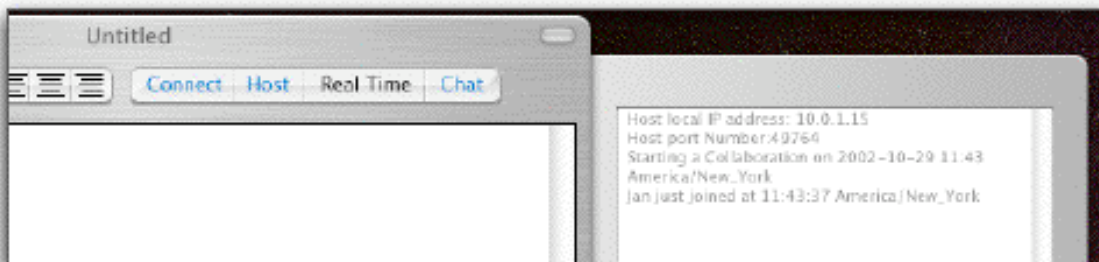 Untitled
Connect Host Real Time Chat
Host local IP address: 10.0.1.15
Host port Number:49764
Starting a Collaboration on 2002-10-29 11:43
America/New_York
Jan just joined at 11:43:37 America/New_York